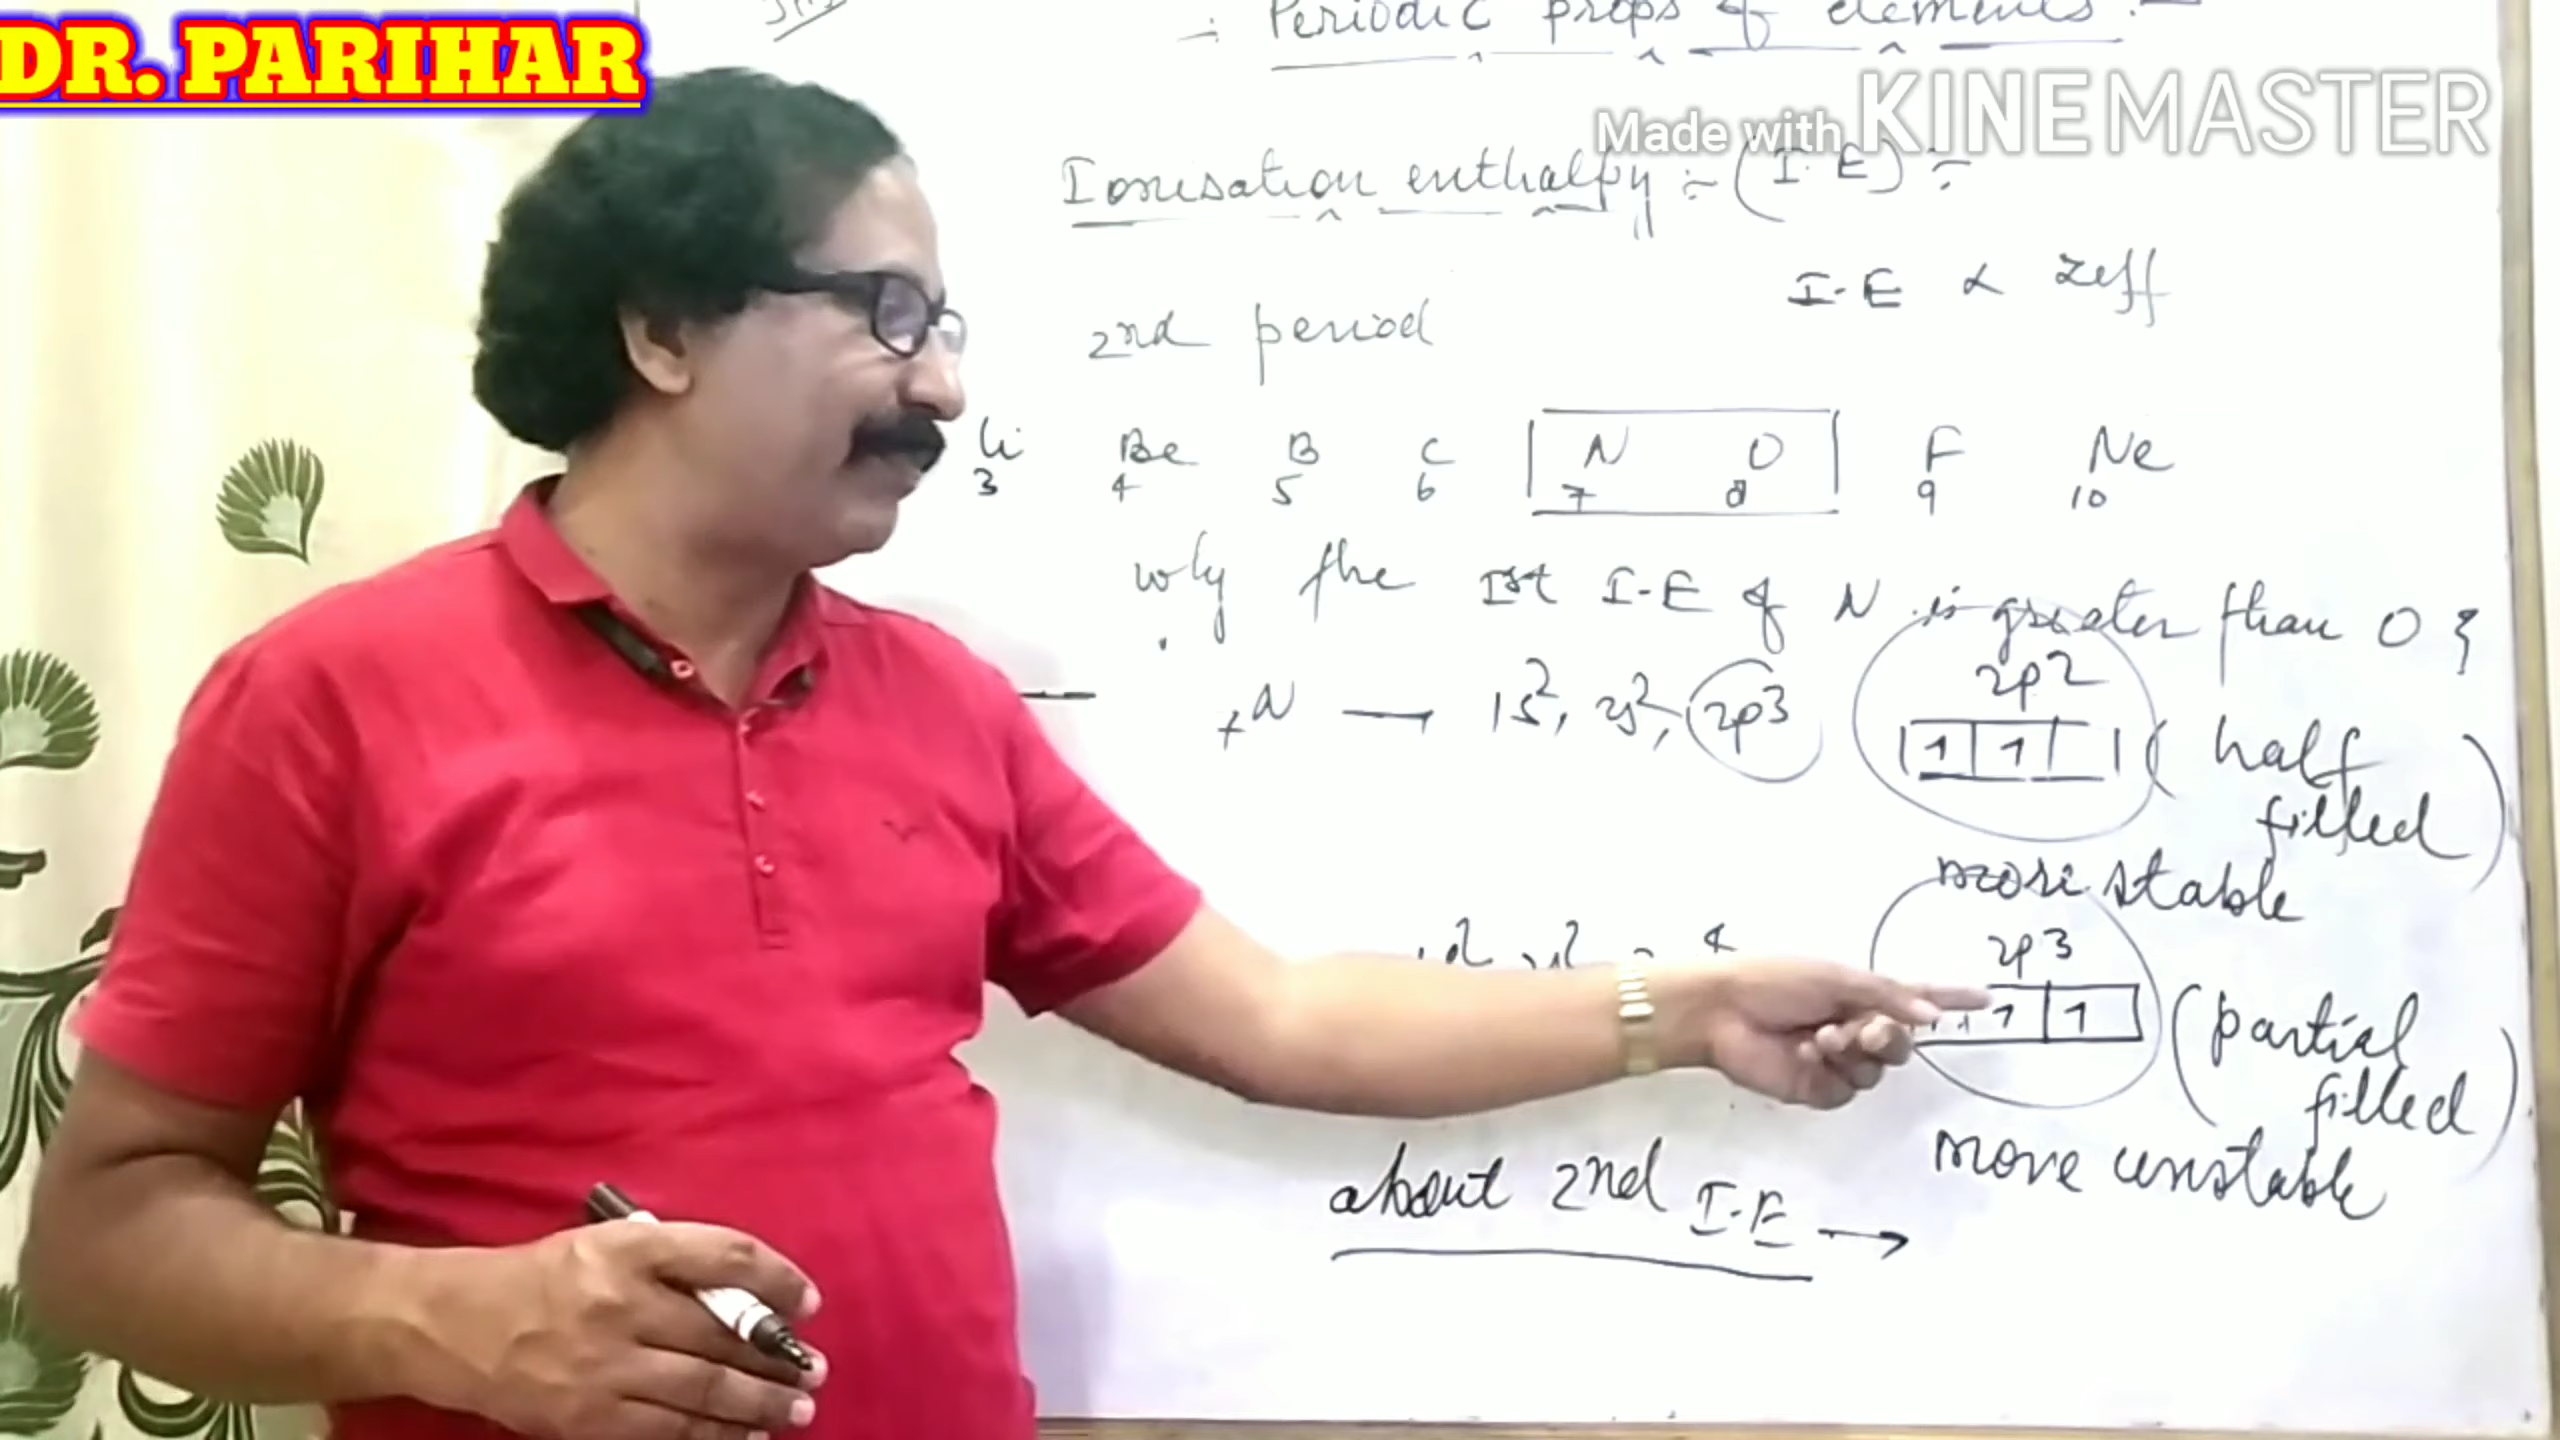 DR. PARIHAR
Periodic props of elements :-
Made with KINEMASTER
Ionisation enthalpy :- (I.E) :-
I-E ∝ Zeff
2nd period
Li Be B C N O F Ne
3 4 5 6 7 8 9 10
why the Ist I-E of N is greater than O ?
7N → 1s², 2s², 2p3
2p2
1 1
(half filled)
more stable
2p3
1 1
(partial filled)
more unstable
about 2nd I-E →